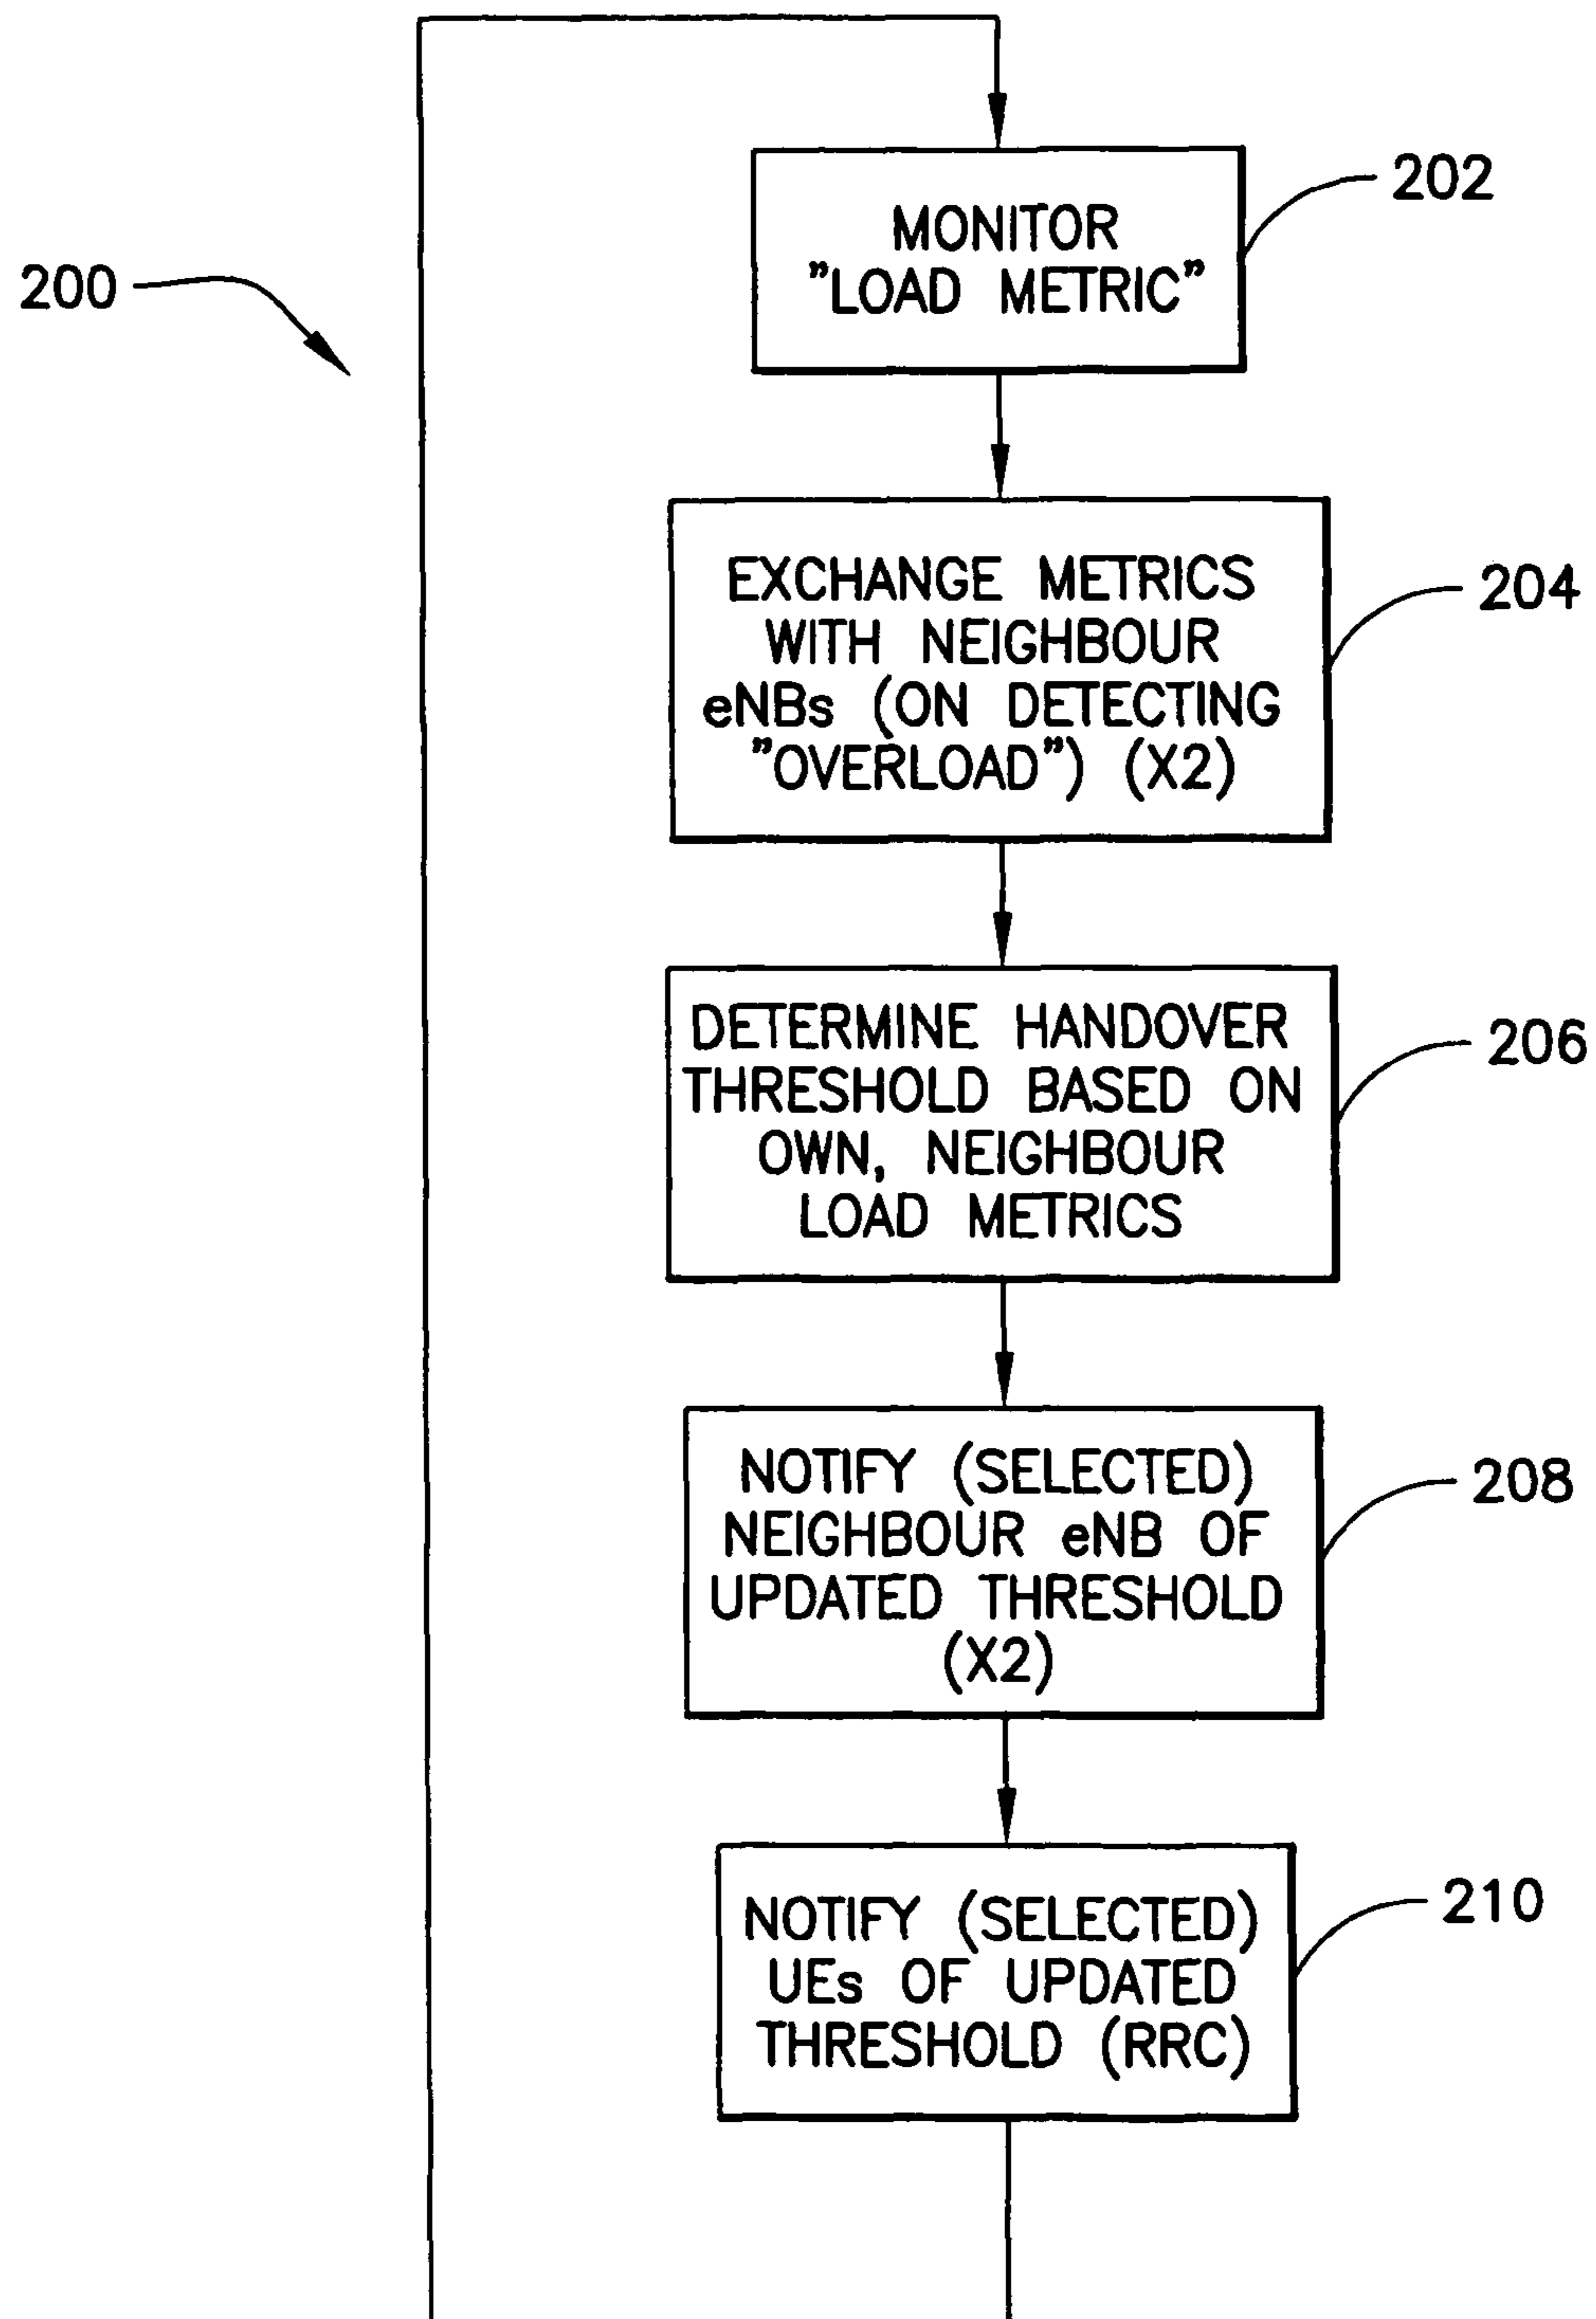 200
MONITOR
"LOAD METRIC"
202
EXCHANGE METRICS
WITH NEIGHBOUR
eNBs (ON DETECTING
"OVERLOAD") (X2)
204
DETERMINE HANDOVER
THRESHOLD BASED ON
OWN, NEIGHBOUR
LOAD METRICS
206
NOTIFY (SELECTED)
NEIGHBOUR eNB OF
UPDATED THRESHOLD
(X2)
208
NOTIFY (SELECTED)
UEs OF UPDATED
THRESHOLD (RRC)
210